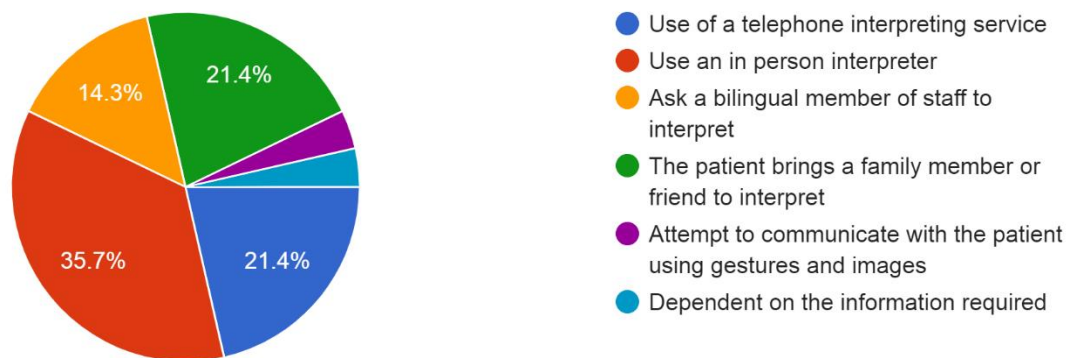 14.3%
21.4%
35.7%
21.4%
Use of a telephone interpreting service
Use an in person interpreter
Ask a bilingual member of staff to
interpret
The patient brings a family member or
friend to interpret
Attempt to communicate with the patient
using gestures and images
Dependent on the information required